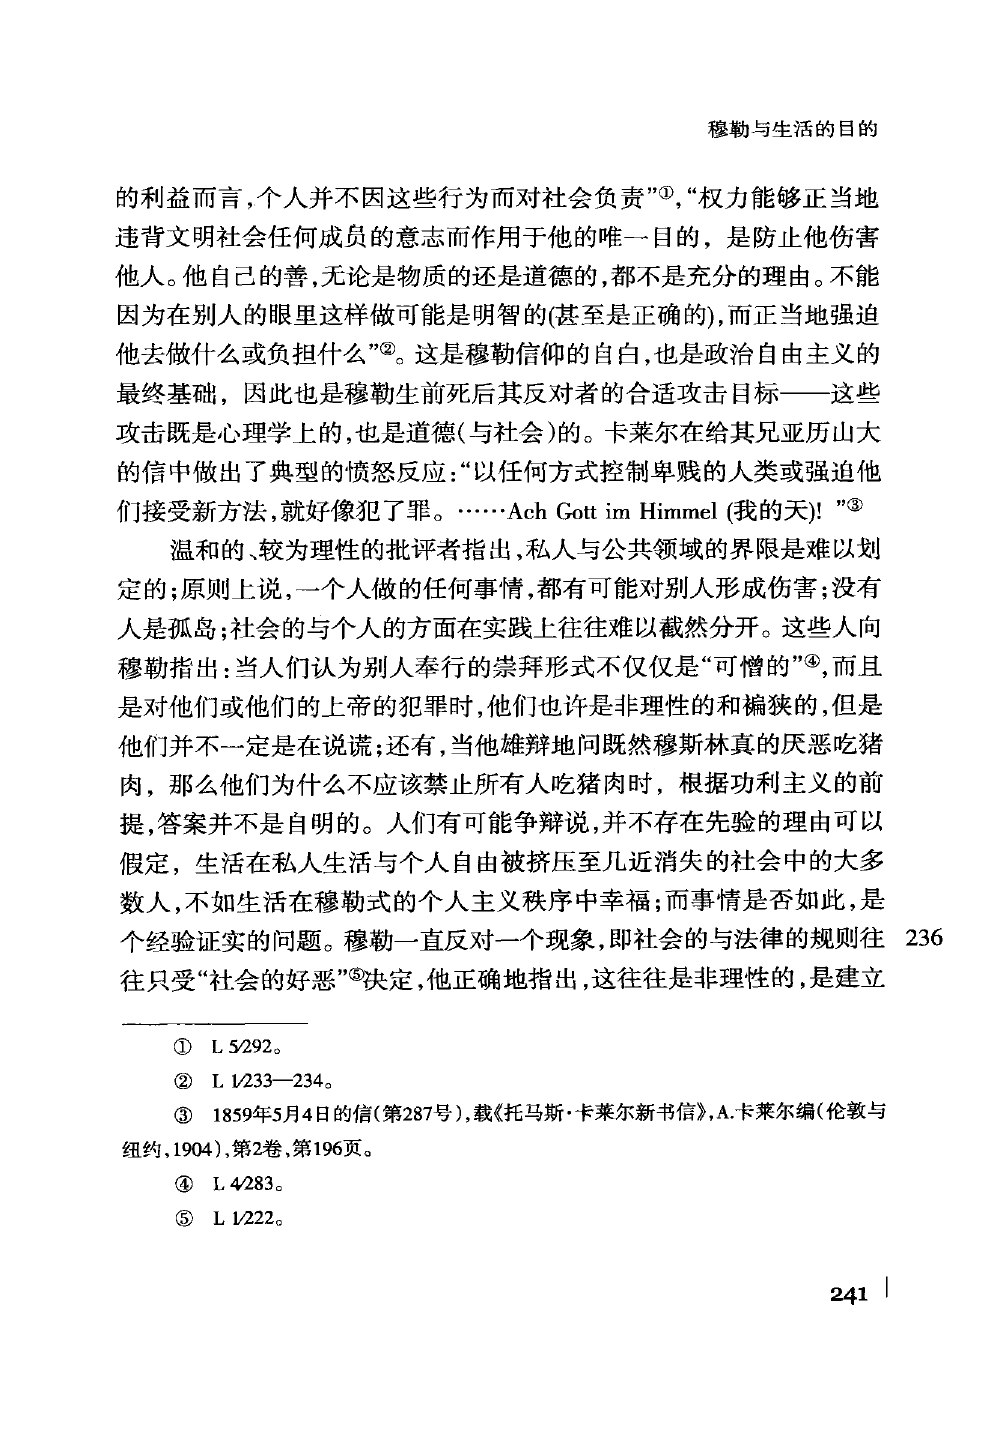 穆勒与生活的目的
的利益而言,个人并不因这些行为而对社会负责”①,“权力能够正当地
违背文明社会任何成员的意志而作用于他的唯一目的，是防止他伤害
他人。他自己的善,无论是物质的还是道德的,都不是充分的理由。不能
因为在别人的眼里这样做可能是明智的(甚至是正确的),而正当地强迫
他去做什么或负担什么”②。这是穆勒信仰的自白,也是政治自由主义的
最终基础，因此也是穆勒生前死后其反对者的合适攻击目标——这些
攻击既是心理学上的,也是道德(与社会)的。卡莱尔在给其兄亚历山大
的信中做出了典型的愤怒反应:“以任何方式控制卑贱的人类或强迫他
们接受新方法,就好像犯了罪。……Ach Gott im Himmel (我的天)! ”③
温和的、较为理性的批评者指出,私人与公共领域的界限是难以划
定的;原则上说,一个人做的任何事情,都有可能对别人形成伤害;没有
人是孤岛;社会的与个人的方面在实践上往往难以截然分开。这些人向
穆勒指出:当人们认为别人奉行的崇拜形式不仅仅是“可憎的”④,而且
是对他们或他们的上帝的犯罪时,他们也许是非理性的和褊狭的,但是
他们并不一定是在说谎;还有,当他雄辩地问既然穆斯林真的厌恶吃猪
肉，那么他们为什么不应该禁止所有人吃猪肉时，根据功利主义的前
提,答案并不是自明的。人们有可能争辩说,并不存在先验的理由可以
假定，生活在私人生活与个人自由被挤压至几近消失的社会中的大多
数人,不如生活在穆勒式的个人主义秩序中幸福;而事情是否如此,是
个经验证实的问题。穆勒一直反对一个现象,即社会的与法律的规则往 236
往只受“社会的好恶”⑤决定,他正确地指出,这往往是非理性的,是建立
① L 5/292。
② L 1/233—234。
③ 1859年5月4日的信(第287号),载《托马斯·卡莱尔新书信》,A.卡莱尔编(伦敦与
纽约,1904),第2卷,第196页。
④ L 4/283。
⑤ L 1/222。
241